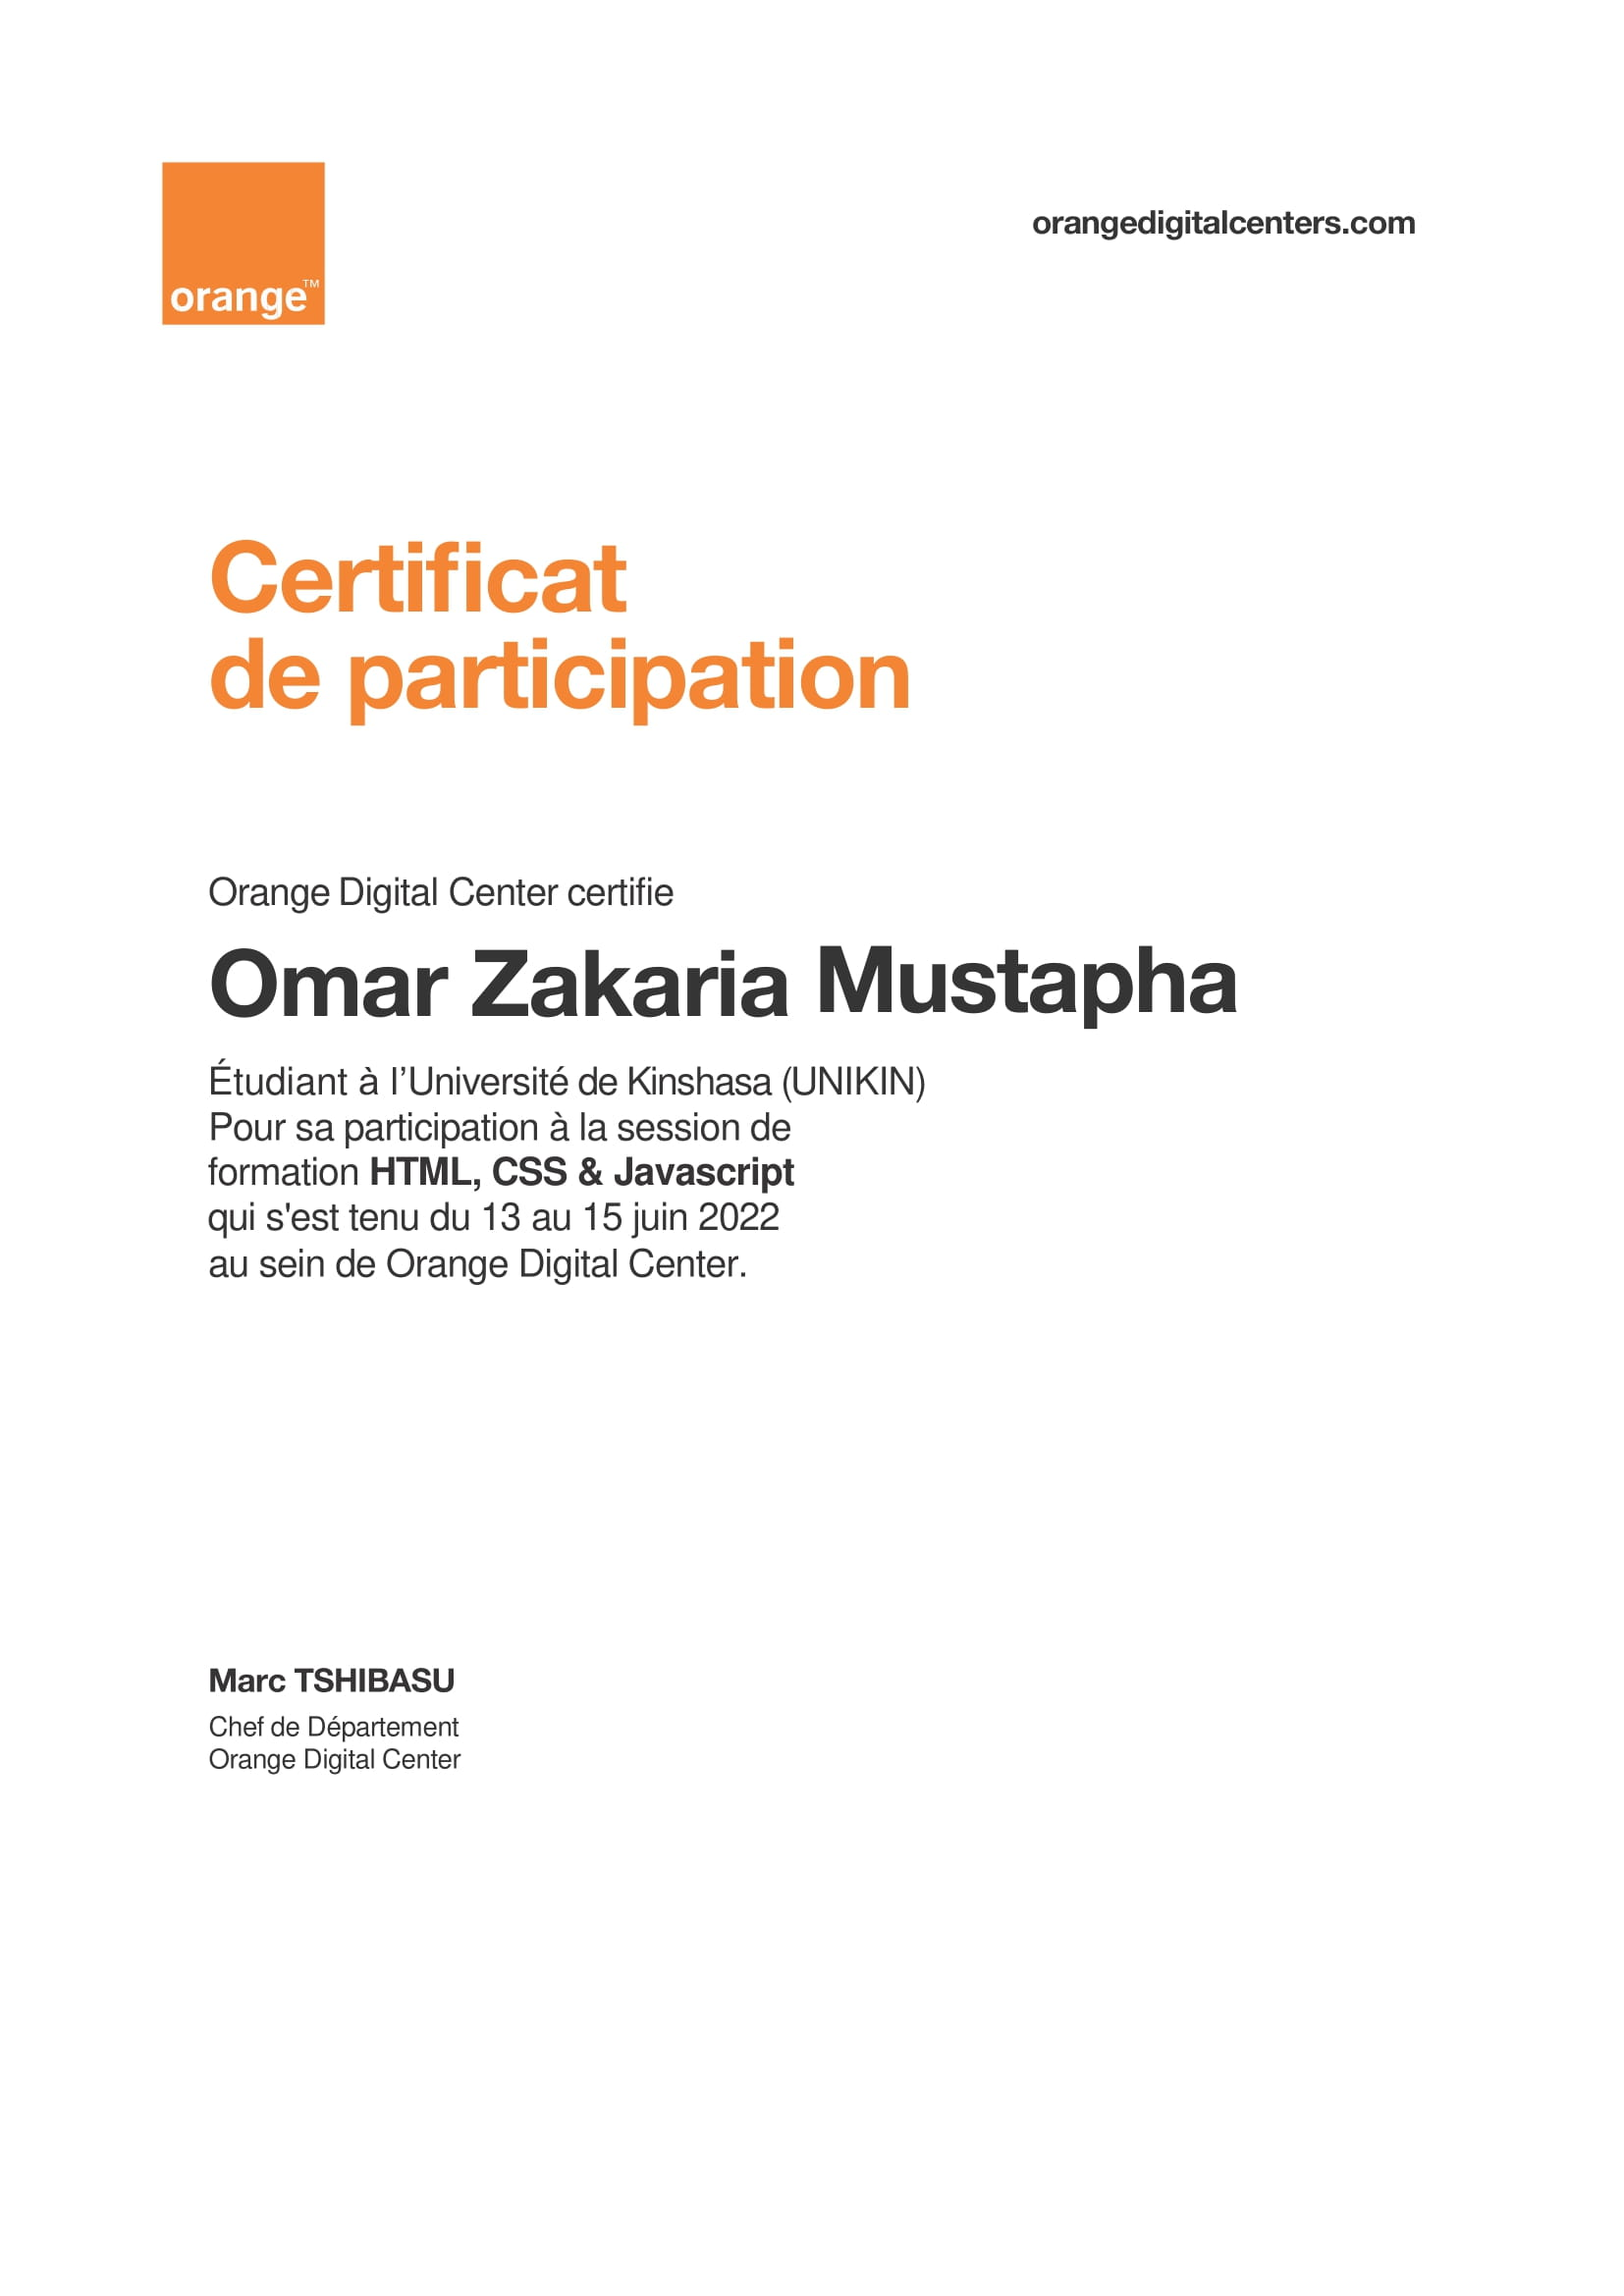 orange™
orangedigitalcenters.com
Certificat
de participation
Orange Digital Center certifie
Omar Zakaria Mustapha
Étudiant à l’Université de Kinshasa (UNIKIN)
Pour sa participation à la session de
formation HTML, CSS & Javascript
qui s'est tenu du 13 au 15 juin 2022
au sein de Orange Digital Center.
Marc TSHIBASU
Chef de Département
Orange Digital Center